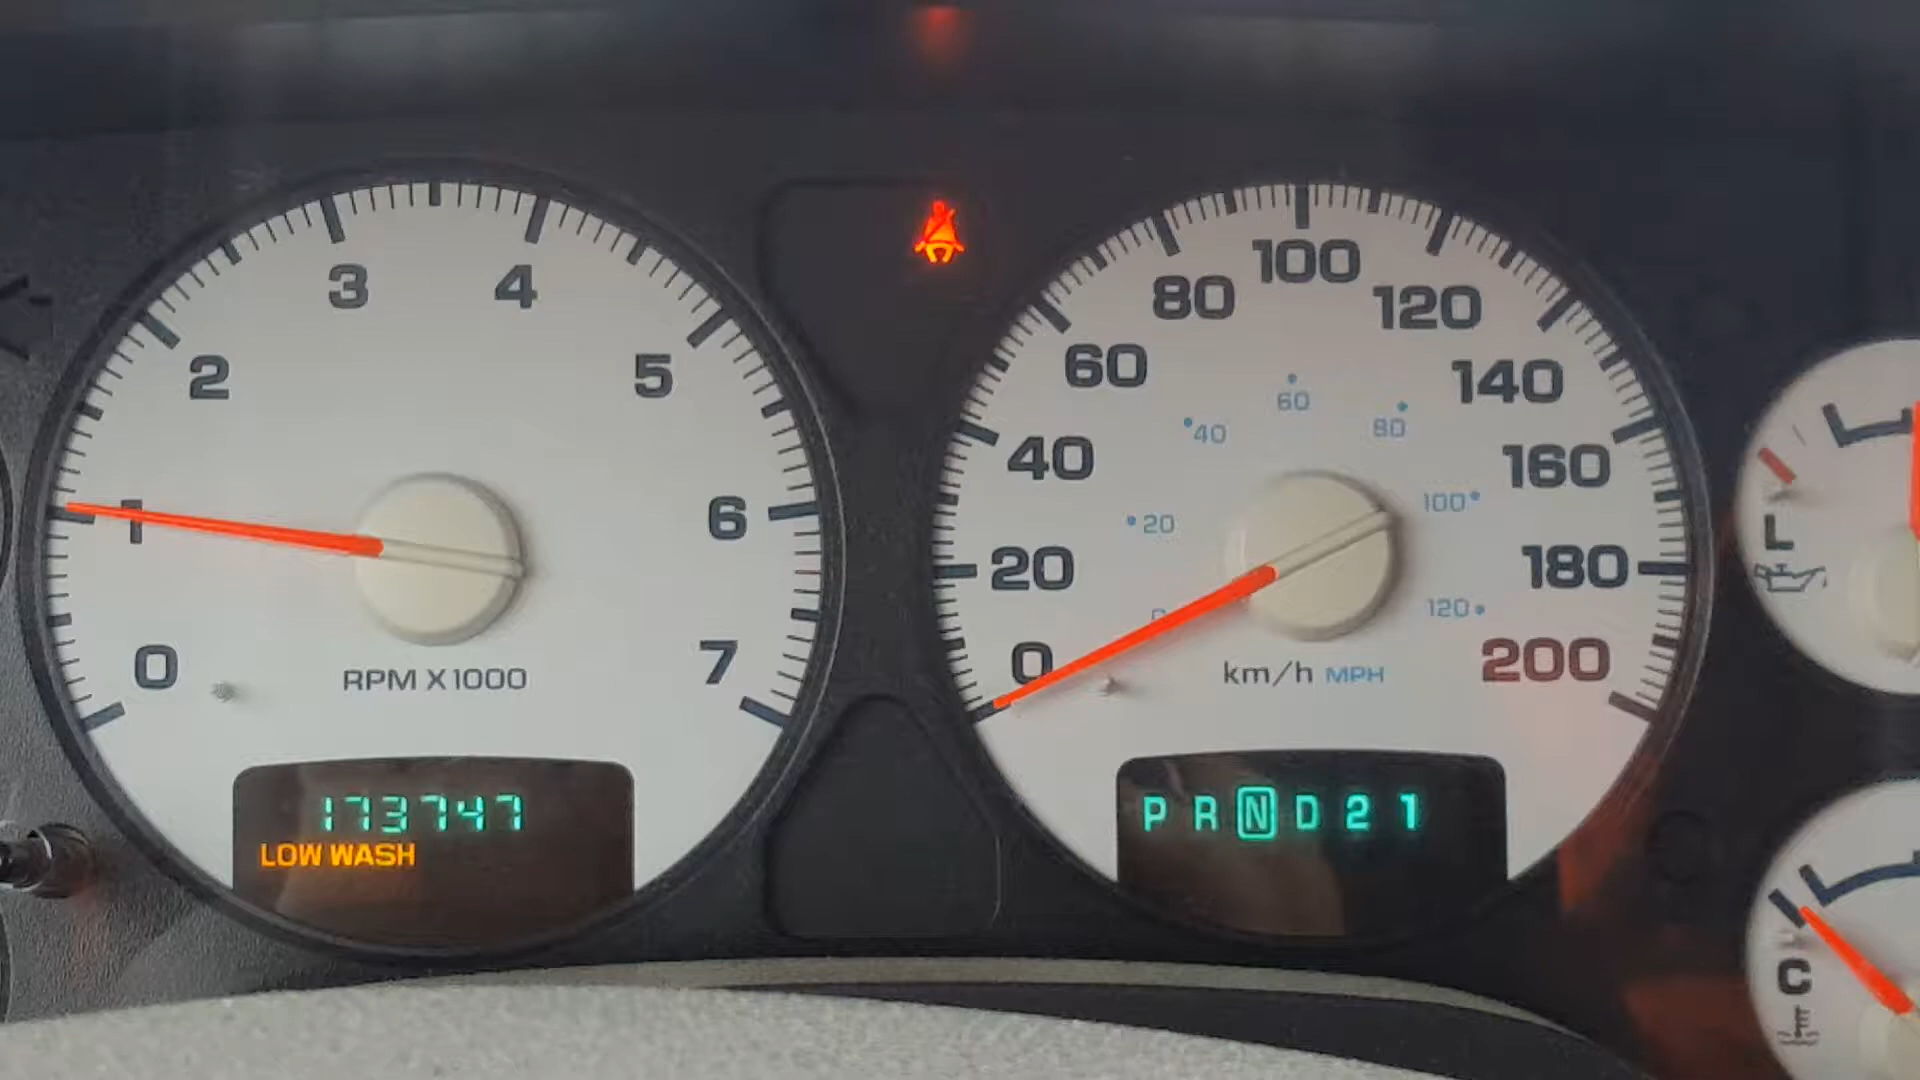 0 1 2 3 4 5 6 7
RPM X1000
173747
LOW WASH
0 20 40 60 80 100 120 140 160 180 200
0 20 40 60 80 100 120
km/h MPH
P R N D 2 1
L
C